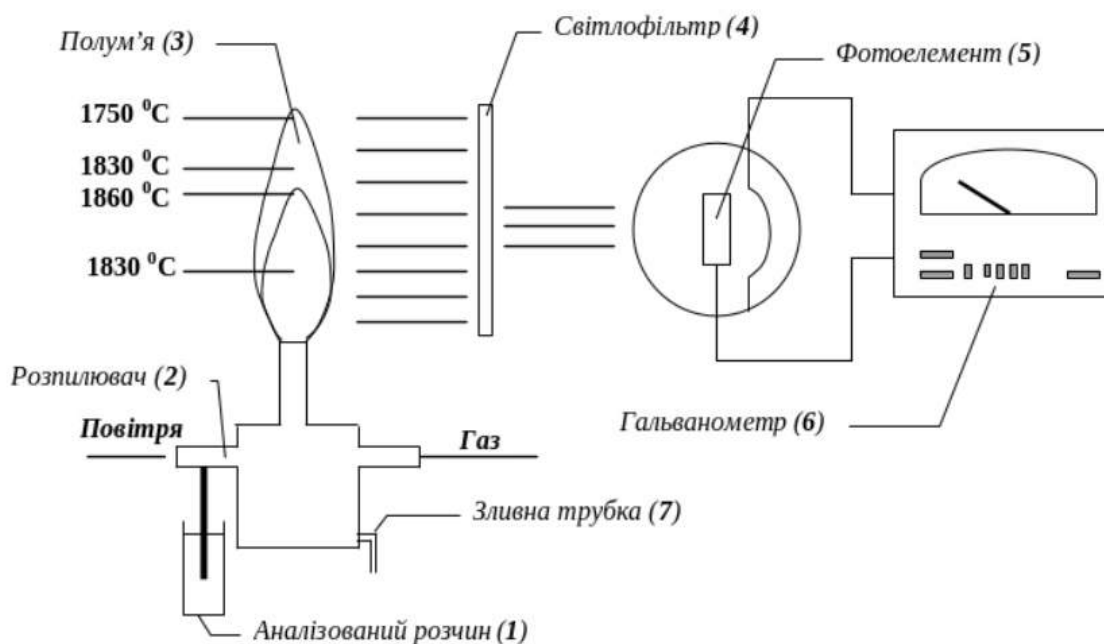 Полум’я (3)
Світлофільтр (4)
Фотоелемент (5)
1750 ⁰C
1830 ⁰C
1860 ⁰C
1830 ⁰C
Розпилювач (2)
Повітря
Газ
Гальванометр (6)
Зливна трубка (7)
Аналізований розчин (1)